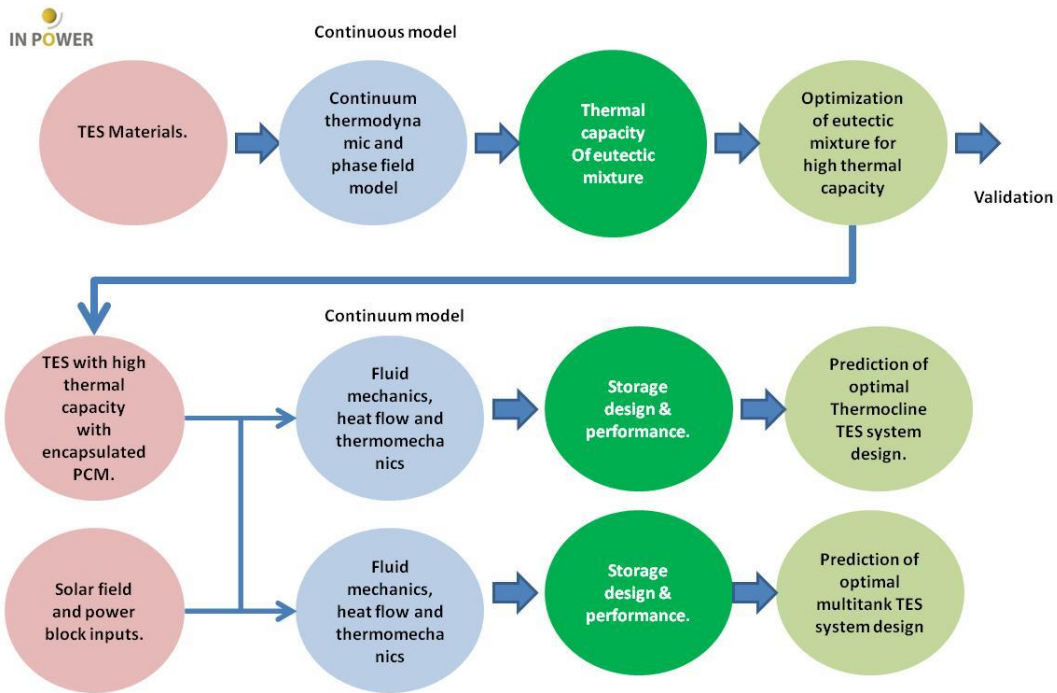 IN POWER
Continuous model
TES Materials.
Continuum
thermodyna
mic and
phase field
model
Thermal
capacity
Of eutectic
mixture
Optimization
of eutectic
mixture for
high thermal
capacity
Validation
Continuum model
TES with high
thermal
capacity
with
encapsulated
PCM.
Fluid
mechanics,
heat flow and
thermomecha
nics
Storage
design &
performance.
Prediction of
optimal
Thermocline
TES system
design.
Solar field
and power
block inputs.
Fluid
mechanics,
heat flow and
thermomecha
nics
Storage
design &
performance.
Prediction of
optimal
multitank TES
system design